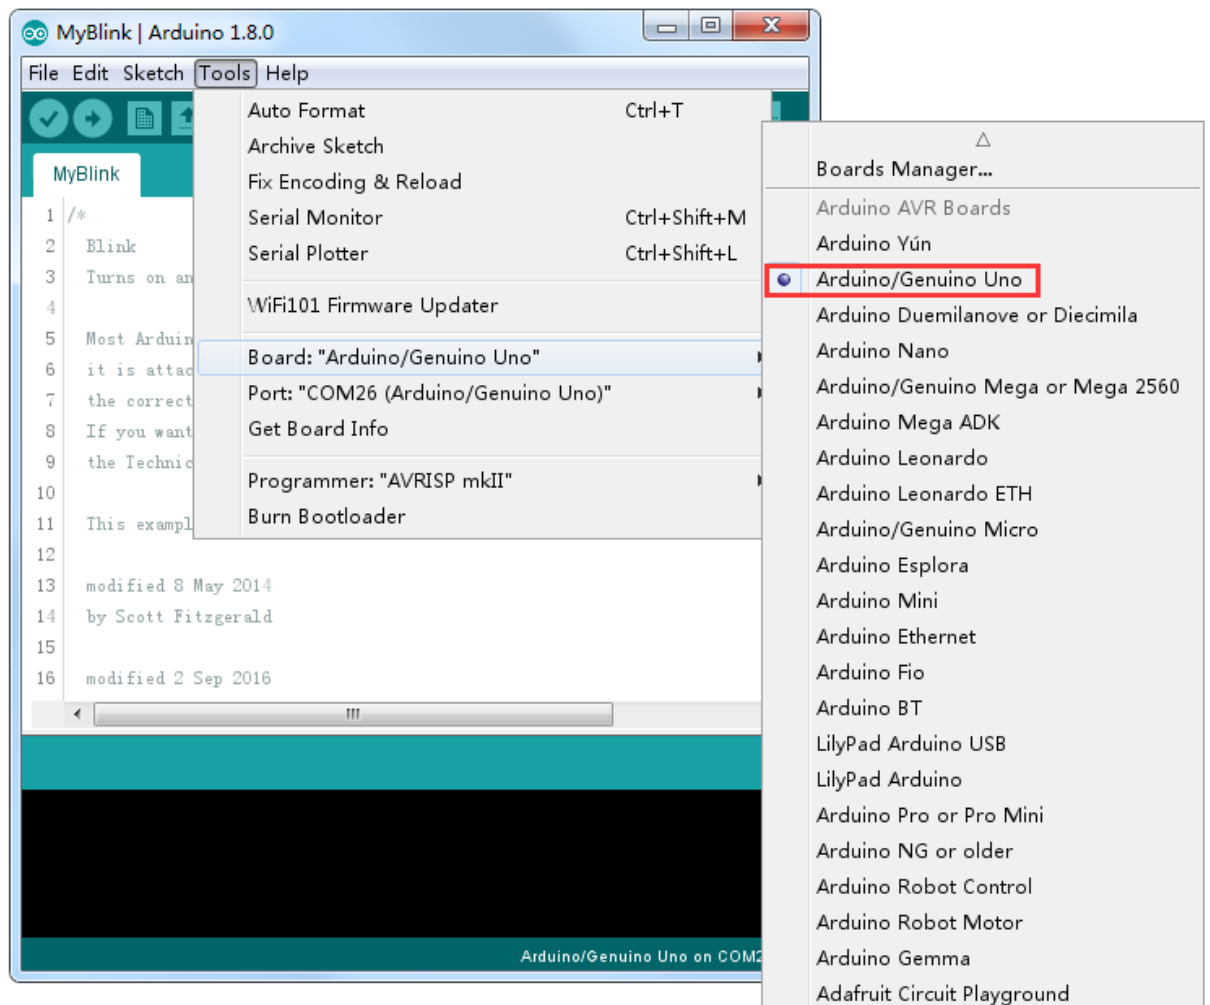 MyBlink | Arduino 1.8.0
File Edit Sketch Tools Help
Auto Format Ctrl+T
Archive Sketch
Fix Encoding & Reload
Serial Monitor Ctrl+Shift+M
Serial Plotter Ctrl+Shift+L
WiFi101 Firmware Updater
Board: "Arduino/Genuino Uno"
Port: "COM26 (Arduino/Genuino Uno)"
Get Board Info
Programmer: "AVRISP mkII"
Burn Bootloader
Boards Manager...
Arduino AVR Boards
Arduino Yún
Arduino/Genuino Uno
Arduino Duemilanove or Diecimila
Arduino Nano
Arduino/Genuino Mega or Mega 2560
Arduino Mega ADK
Arduino Leonardo
Arduino Leonardo ETH
Arduino/Genuino Micro
Arduino Esplora
Arduino Mini
Arduino Ethernet
Arduino Fio
Arduino BT
LilyPad Arduino USB
LilyPad Arduino
Arduino Pro or Pro Mini
Arduino NG or older
Arduino Robot Control
Arduino Robot Motor
Arduino Gemma
Adafruit Circuit Playground
MyBlink
1 /*
2 Blink
3 Turns on an
4
5 Most Arduin
6 it is attac
7 the correct
8 If you want
9 the Technic
10
11 This exampl
12
13 modified 8 May 2014
14 by Scott Fitzgerald
15
16 modified 2 Sep 2016
Arduino/Genuino Uno on COM2